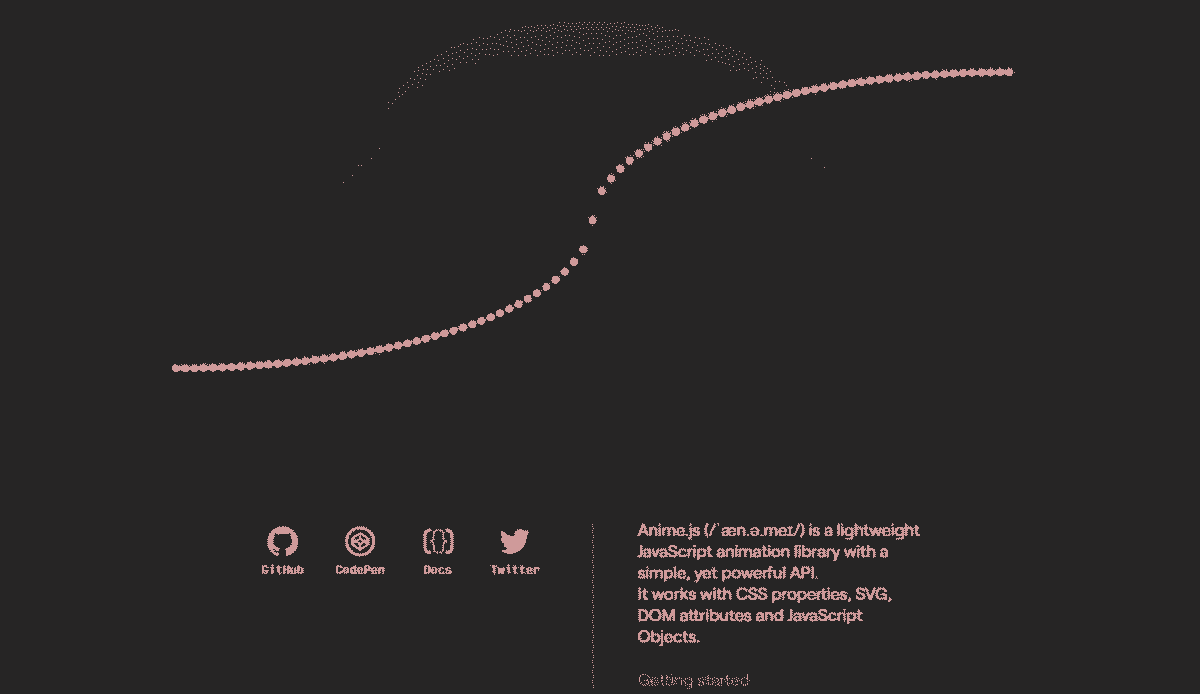 GitHub
CodePen
Docs
Twitter
Anime.js (/ˈæn.ə.meɪ/) is a lightweight
JavaScript animation library with a
simple, yet powerful API.
It works with CSS properties, SVG,
DOM attributes and JavaScript
Objects.
Getting started